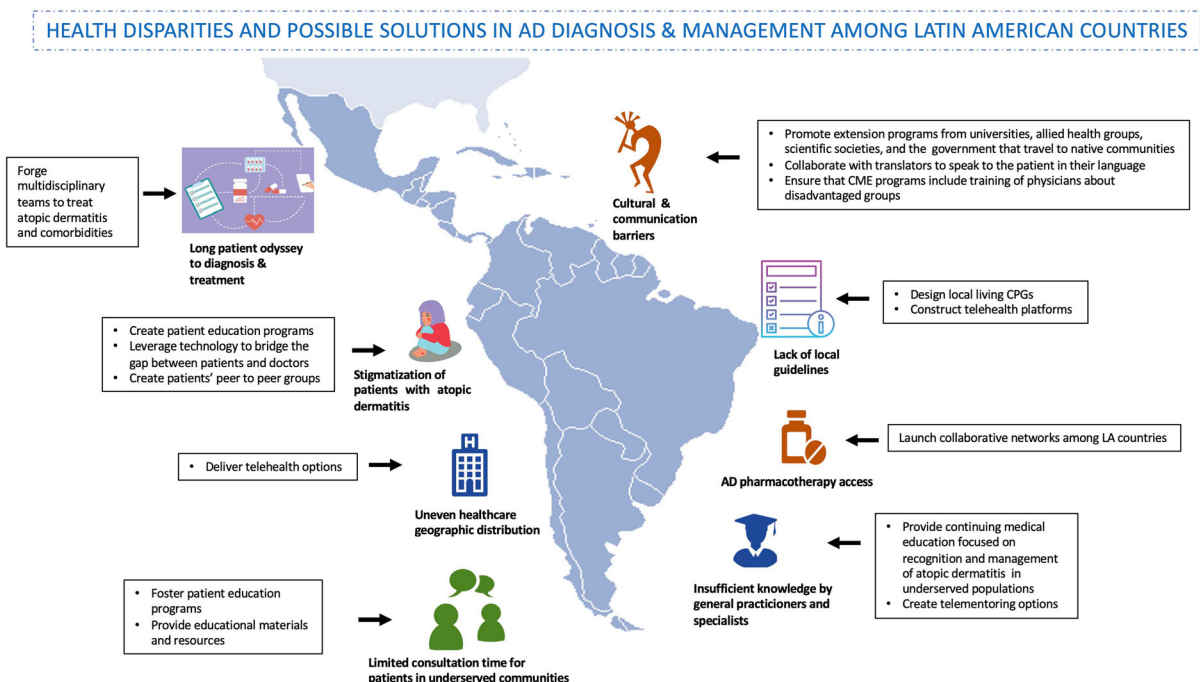 HEALTH DISPARITIES AND POSSIBLE SOLUTIONS IN AD DIAGNOSIS & MANAGEMENT AMONG LATIN AMERICAN COUNTRIES
Forge
multidisciplinary
teams to treat
atopic dermatitis
and comorbidities
Long patient odyssey
to diagnosis &
treatment
• Create patient education programs
• Leverage technology to bridge the
gap between patients and doctors
• Create patients' peer to peer groups
Stigmatization of
patients with atopic
dermatitis
• Deliver telehealth options
H
Uneven healthcare
geographic distribution
• Foster patient education
programs
• Provide educational materials
and resources
Limited consultation time for
patients in underserved communities
Cultural &
communication
barriers
• Promote extension programs from universities, allied health groups,
scientific societies, and the government that travel to native communities
• Collaborate with translators to speak to the patient in their language
• Ensure that CME programs include training of physicians about
disadvantaged groups
i
Lack of local
guidelines
• Design local living CPGs
• Construct telehealth platforms
AD pharmacotherapy access
Launch collaborative networks among LA countries
Insufficient knowledge by
general practicioners and
specialists
• Provide continuing medical
education focused on
recognition and management
of atopic dermatitis in
underserved populations
• Create telementoring options